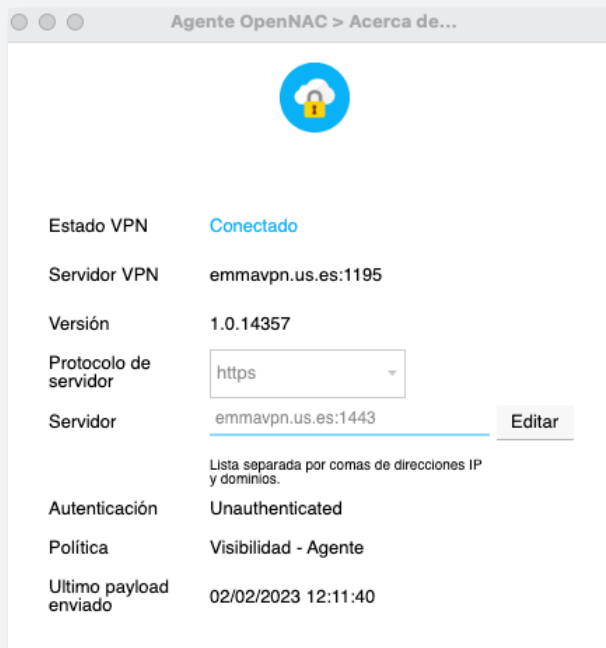 Agente OpenNAC > Acerca de...
Estado VPN Conectado
Servidor VPN emmavpn.us.es:1195
Versión 1.0.14357
Protocolo de
servidor
https
Servidor emmavpn.us.es:1443 Editar
Lista separada por comas de direcciones IP
y dominios.
Autenticación Unauthenticated
Política Visibilidad - Agente
Ultimo payload
enviado
02/02/2023 12:11:40